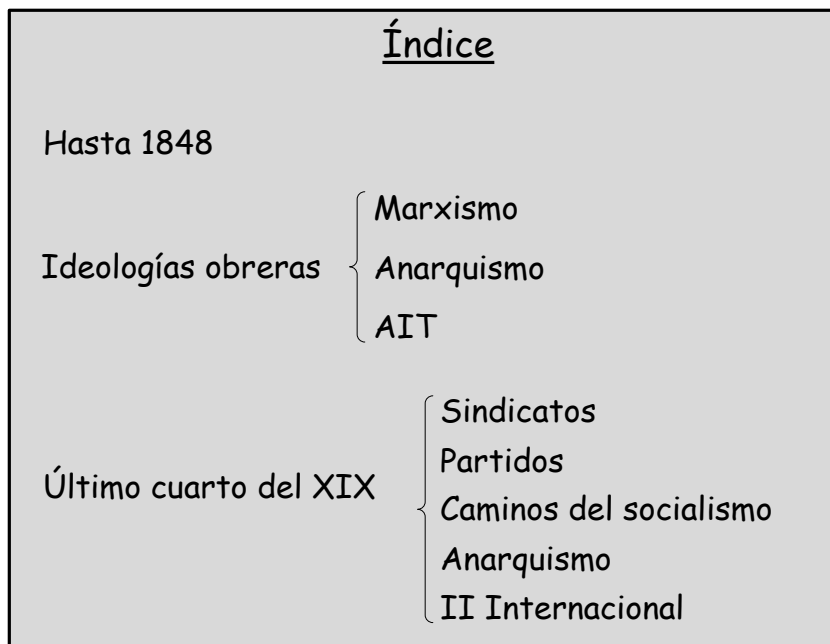 Índice
Hasta 1848
Ideologías obreras
Marxismo
Anarquismo
AIT
Último cuarto del XIX
Sindicatos
Partidos
Caminos del socialismo
Anarquismo
II Internacional